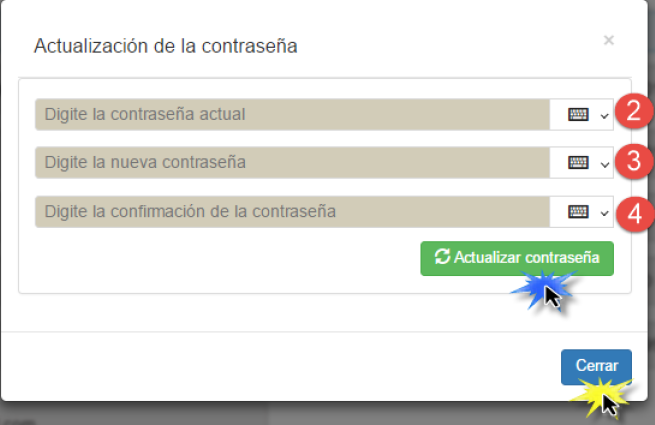 Actualización de la contraseña
×
Digite la contraseña actual
2
Digite la nueva contraseña
3
Digite la confirmación de la contraseña
4
Actualizar contraseña
Cerrar